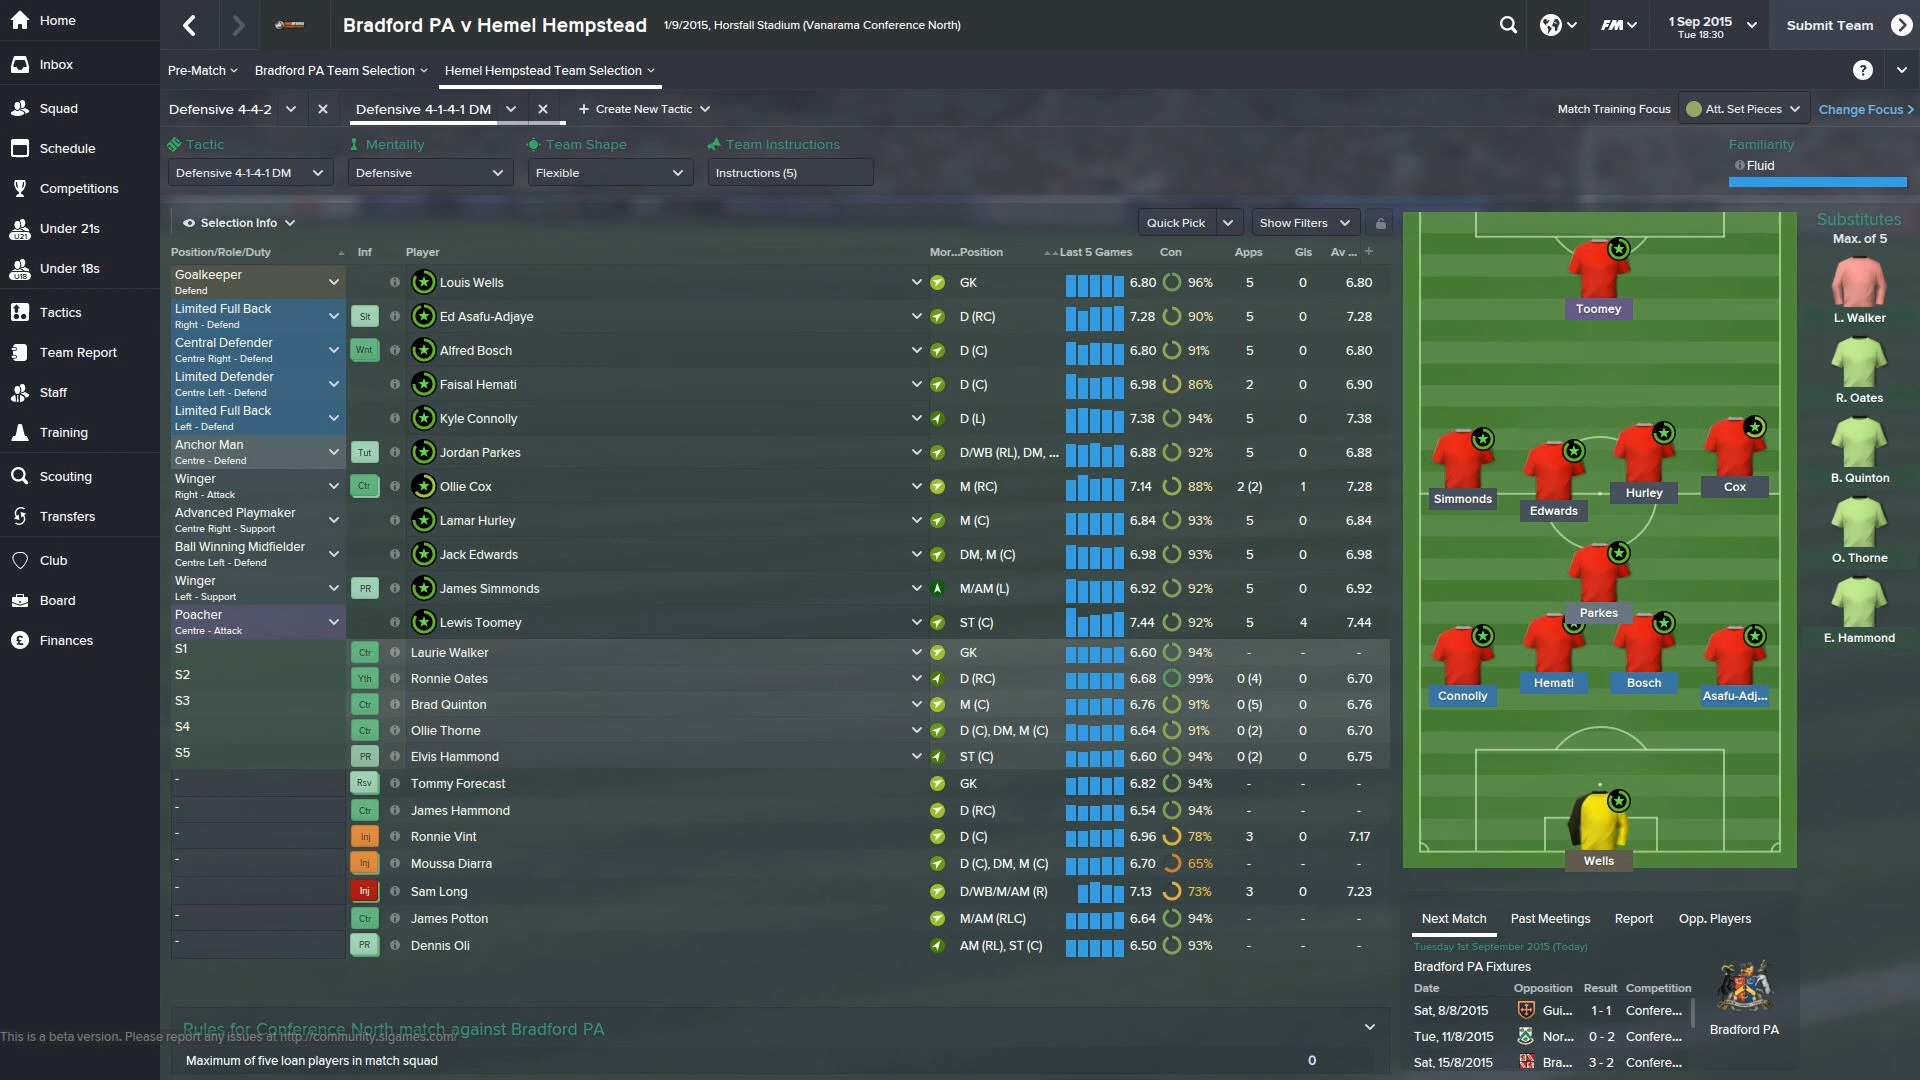 Home
Inbox
Squad
Schedule
Competitions
U21 Under 21s
U18 Under 18s
Tactics
Team Report
Staff
Training
Scouting
Transfers
Club
Board
Finances
Bradford PA v Hemel Hempstead 1/9/2015, Horsfall Stadium (Vanarama Conference North)
FM 1 Sep 2015 Tue 18:30 Submit Team
Pre-Match Bradford PA Team Selection Hemel Hempstead Team Selection ?
Defensive 4-4-2 Defensive 4-1-4-1 DM + Create New Tactic Match Training Focus Att. Set Pieces Change Focus >
Tactic Mentality Team Shape Team Instructions Familiarity
Defensive 4-1-4-1 DM Defensive Flexible Instructions (5) Fluid
Selection Info Quick Pick Show Filters
Position/Role/Duty Inf Player Mor... Position Last 5 Games Con Apps Gls Av ... +
Goalkeeper Defend Louis Wells GK 6.80 96% 5 0 6.80
Limited Full Back Right - Defend Slt Ed Asafu-Adjaye D (RC) 7.28 90% 5 0 7.28
Central Defender Centre Right - Defend Wnt Alfred Bosch D (C) 6.80 91% 5 0 6.80
Limited Defender Centre Left - Defend Faisal Hemati D (C) 6.98 86% 2 0 6.90
Limited Full Back Left - Defend Kyle Connolly D (L) 7.38 94% 5 0 7.38
Anchor Man Centre - Defend Tut Jordan Parkes D/WB (RL), DM, ... 6.88 92% 5 0 6.88
Winger Right - Attack Ctr Ollie Cox M (RC) 7.14 88% 2 (2) 1 7.28
Advanced Playmaker Centre Right - Support Lamar Hurley M (C) 6.84 93% 5 0 6.84
Ball Winning Midfielder Centre Left - Defend Jack Edwards DM, M (C) 6.98 93% 5 0 6.98
Winger Left - Support PR James Simmonds M/AM (L) 6.92 92% 5 0 6.92
Poacher Centre - Attack Lewis Toomey ST (C) 7.44 92% 5 4 7.44
S1 Ctr Laurie Walker GK 6.60 94% - - -
S2 Yth Ronnie Oates D (RC) 6.68 99% 0 (4) 0 6.70
S3 Ctr Brad Quinton M (C) 6.76 91% 0 (5) 0 6.76
S4 Ctr Ollie Thorne D (C), DM, M (C) 6.64 91% 0 (2) 0 6.70
S5 PR Elvis Hammond ST (C) 6.60 94% 0 (2) 0 6.75
- Rsv Tommy Forecast GK 6.82 94% - - -
- Ctr James Hammond D (RC) 6.54 94% - - -
- Inj Ronnie Vint D (C) 6.96 78% 3 0 7.17
- Inj Moussa Diarra D (C), DM, M (C) 6.70 65% - - -
- Inj Sam Long D/WB/M/AM (R) 7.13 73% 3 0 7.23
- Ctr James Potton M/AM (RLC) 6.64 94% - - -
- PR Dennis Oli AM (RL), ST (C) 6.50 93% - - -
Rules for Conference North match against Bradford PA
This is a beta version. Please report any issues at http://community.sigames.com/
Maximum of five loan players in match squad 0
Toomey
Simmonds Edwards Hurley Cox
Parkes
Connolly Hemati Bosch Asafu-Adj...
Wells
Substitutes
Max. of 5
L. Walker
R. Oates
B. Quinton
O. Thorne
E. Hammond
Next Match Past Meetings Report Opp. Players
Tuesday 1st September 2015 (Today)
Bradford PA Fixtures
Date Opposition Result Competition
Sat, 8/8/2015 Gui... 1 - 1 Confere...
Tue, 11/8/2015 Nor... 0 - 2 Confere...
Sat, 15/8/2015 Bra... 3 - 2 Confere...
Bradford PA